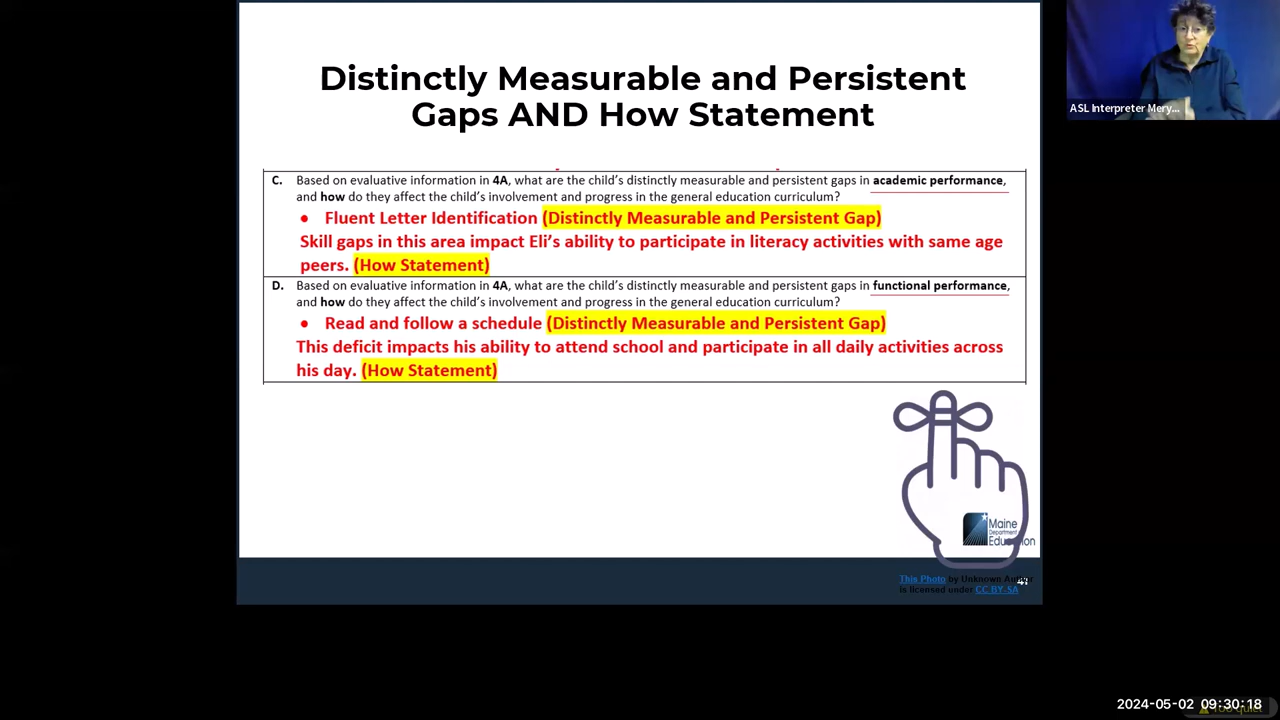 Distinctly Measurable and Persistent
Gaps AND How Statement
C. Based on evaluative information in 4A, what are the child's distinctly measurable and persistent gaps in academic performance,
and how do they affect the child's involvement and progress in the general education curriculum?
• Fluent Letter Identification (Distinctly Measurable and Persistent Gap)
Skill gaps in this area impact Eli's ability to participate in literacy activities with same age
peers. (How Statement)
D. Based on evaluative information in 4A, what are the child's distinctly measurable and persistent gaps in functional performance,
and how do they affect the child's involvement and progress in the general education curriculum?
• Read and follow a schedule (Distinctly Measurable and Persistent Gap)
This deficit impacts his ability to attend school and participate in all daily activities across
his day. (How Statement)
Maine
Department
Education
This Photo by Unknown Author
is licensed under CC BY-SA
ASL Interpreter Mery...
2024-05-02 09:30:18